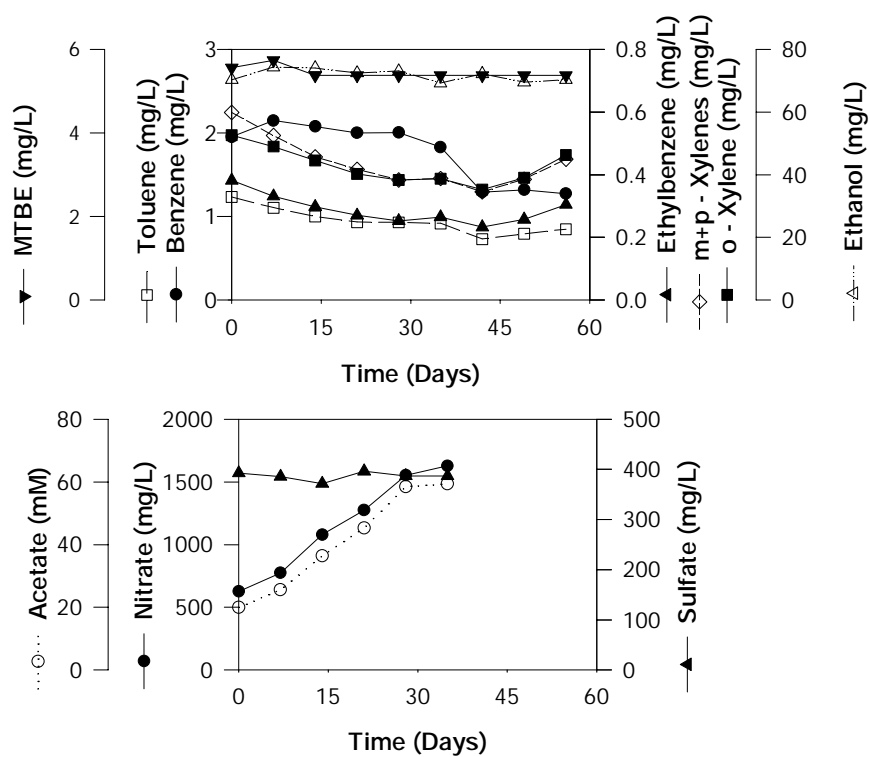 6
4
2
0
MTBE (mg/L)
Toluene (mg/L)
Benzene (mg/L)
3
2
1
0
0.8
0.6
0.4
0.2
0.0
Ethylbenzene (mg/L)
m+p - Xylenes (mg/L)
o - Xylene (mg/L)
80
60
40
20
0
Ethanol (mg/L)
0 15 30 45 60
Time (Days)
80
60
40
20
0
Acetate (mM)
2000
1500
1000
500
0
Nitrate (mg/L)
500
400
300
200
100
0
Sulfate (mg/L)
0 15 30 45 60
Time (Days)